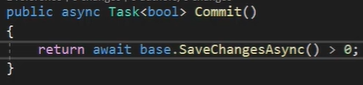 public async Task<bool> Commit()
{
return await base.SaveChangesAsync() > 0;
}